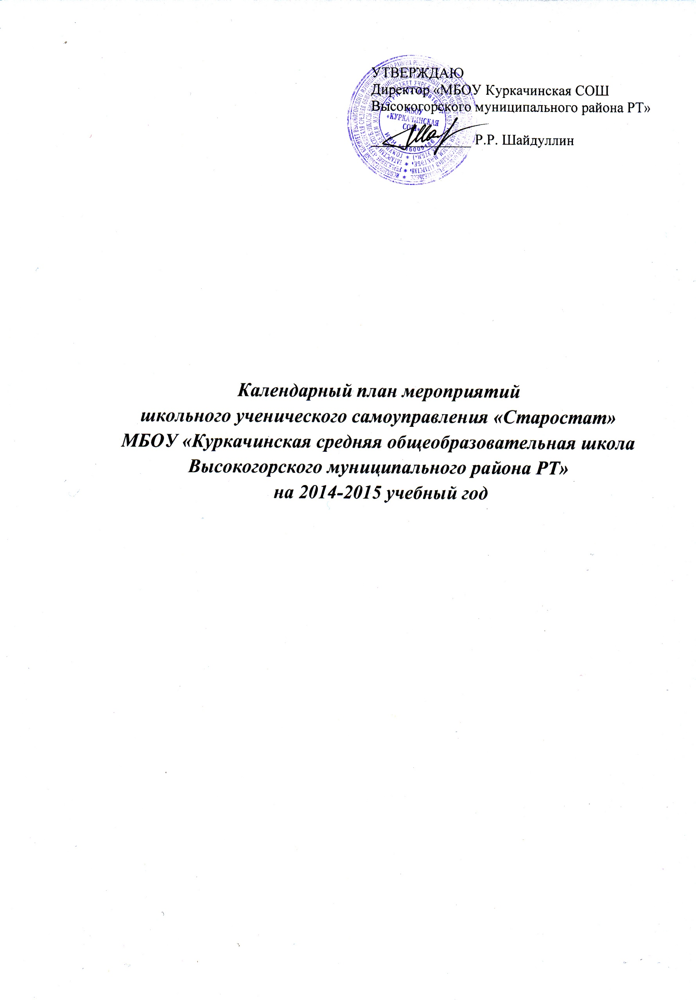 УТВЕРЖДАЮ
Директор «МБОУ Куркачинская СОШ
Высокогорского муниципального района РТ»
Р.Р. Шайдуллин
МБОУ
«КУРКАЧИНСКАЯ
СОШ»
Календарный план мероприятий
школьного ученического самоуправления «Старостат»
МБОУ «Куркачинская средняя общеобразовательная школа
Высокогорского муниципального района РТ»
на 2014-2015 учебный год